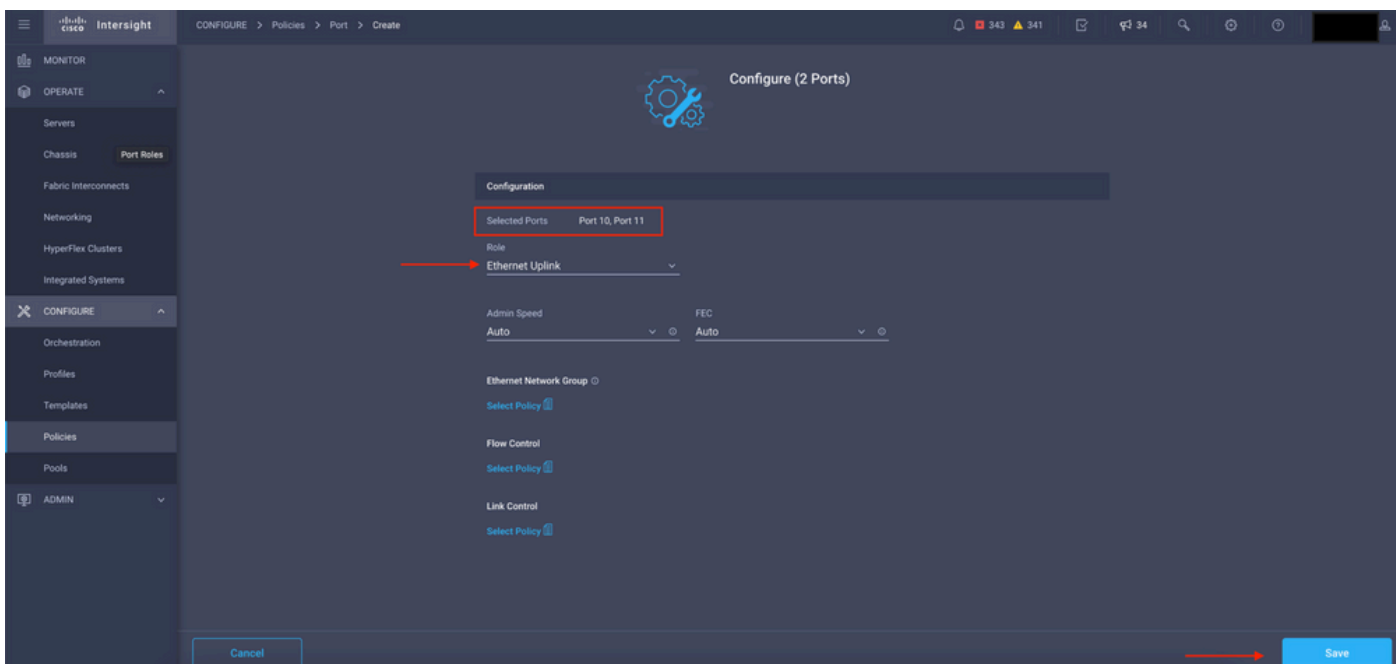 cisco Intersight
CONFIGURE > Policies > Port > Create
343 341 34
MONITOR
OPERATE
Servers
Chassis
Port Roles
Fabric Interconnects
Networking
HyperFlex Clusters
Integrated Systems
CONFIGURE
Orchestration
Profiles
Templates
Policies
Pools
ADMIN
Configure (2 Ports)
Configuration
Selected Ports Port 10, Port 11
Role
Ethernet Uplink
Admin Speed FEC
Auto Auto
Ethernet Network Group
Select Policy
Flow Control
Select Policy
Link Control
Select Policy
Cancel Save